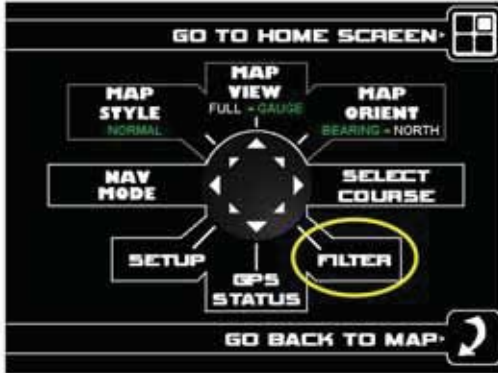 GO TO HOME SCREEN
MAP
VIEW
FULL - GAUGE
MAP
STYLE
NORMAL
MAP
ORIENT
BEARING - NORTH
NAV
MODE
SELECT
COURSE
SETUP
FILTER
GPS
STATUS
GO BACK TO MAP